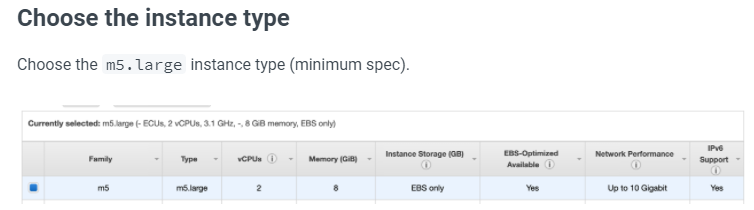 Choose the instance type
Choose the m5.large instance type (minimum spec).
Currently selected: m5.large (- ECUs, 2 vCPUs, 3.1 GHz, -, 8 GiB memory, EBS only)
Family Type vCPUs Memory (GiB) Instance Storage (GB) EBS-Optimized Available Network Performance IPv6 Support
m5 m5.large 2 8 EBS only Yes Up to 10 Gigabit Yes